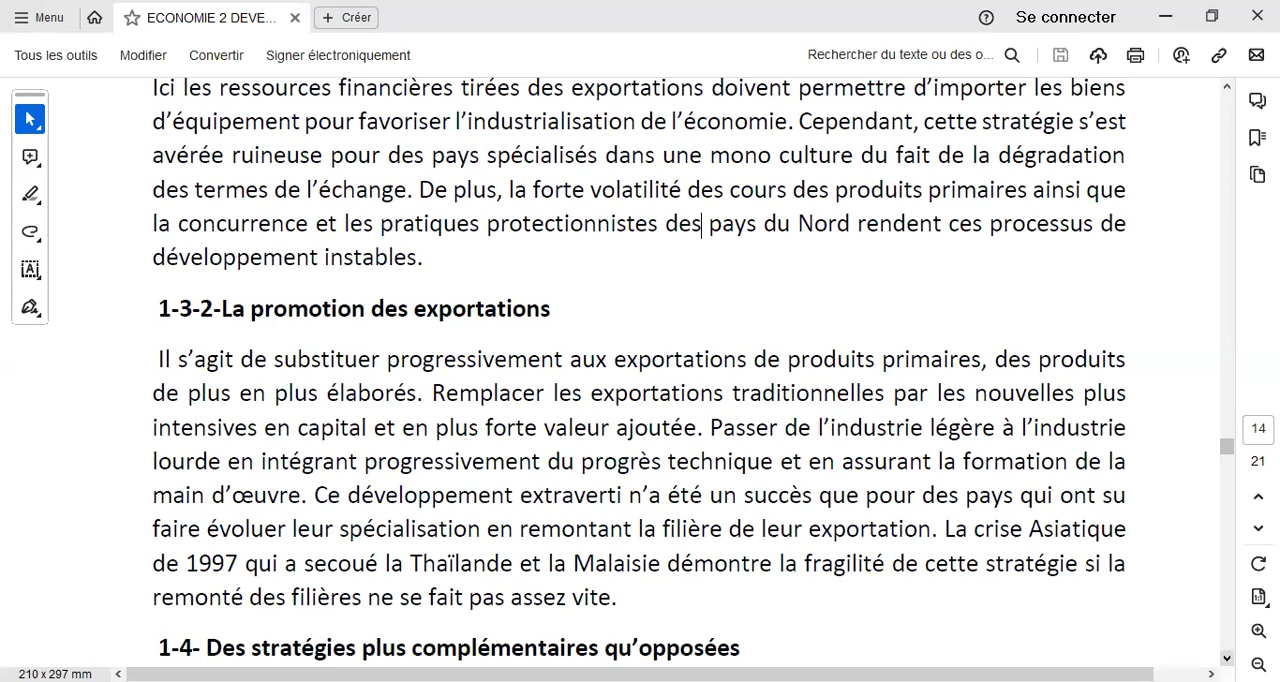 Menu
ECONOMIE 2 DEVE...
Créer
Se connecter
Tous les outils
Modifier
Convertir
Signer électroniquement
Rechercher du texte ou des o...
Ici les ressources financières tirées des exportations doivent permettre d’importer les biens
d’équipement pour favoriser l’industrialisation de l’économie. Cependant, cette stratégie s’est
avérée ruineuse pour des pays spécialisés dans une mono culture du fait de la dégradation
des termes de l’échange. De plus, la forte volatilité des cours des produits primaires ainsi que
la concurrence et les pratiques protectionnistes des pays du Nord rendent ces processus de
développement instables.
1-3-2-La promotion des exportations
Il s’agit de substituer progressivement aux exportations de produits primaires, des produits
de plus en plus élaborés. Remplacer les exportations traditionnelles par les nouvelles plus
intensives en capital et en plus forte valeur ajoutée. Passer de l’industrie légère à l’industrie
lourde en intégrant progressivement du progrès technique et en assurant la formation de la
main d’œuvre. Ce développement extraverti n’a été un succès que pour des pays qui ont su
faire évoluer leur spécialisation en remontant la filière de leur exportation. La crise Asiatique
de 1997 qui a secoué la Thaïlande et la Malaisie démontre la fragilité de cette stratégie si la
remonté des filières ne se fait pas assez vite.
1-4- Des stratégies plus complémentaires qu’opposées
14
21
210 x 297 mm